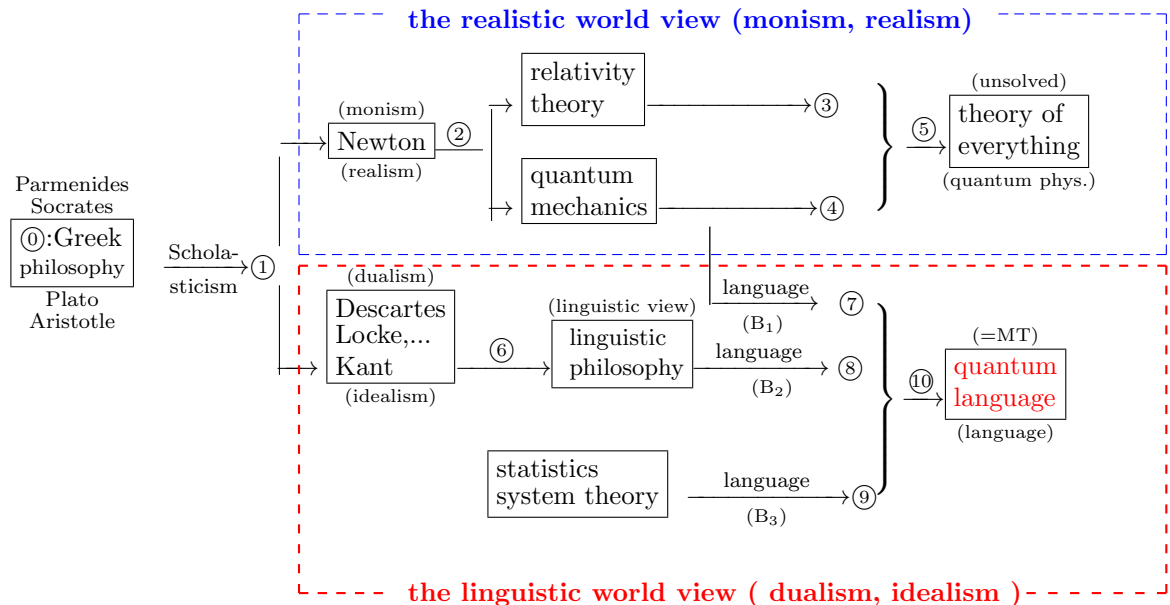 the realistic world view (monism, realism)
relativity
theory
③
(unsolved)
theory of
everything
(quantum phys.)
(monism)
Newton
(realism)
②
⑤
quantum
mechanics
④
Parmenides
Socrates
⓪:Greek
philosophy
Plato
Aristotle
Schola-
sticism
①
(dualism)
Descartes
Locke,...
Kant
(idealism)
⑥
(linguistic view)
linguistic
philosophy
language
(B₁)
⑦
language
(B₂)
⑧
(=MT)
quantum
language
(language)
⑩
statistics
system theory
language
(B₃)
⑨
the linguistic world view ( dualism, idealism )